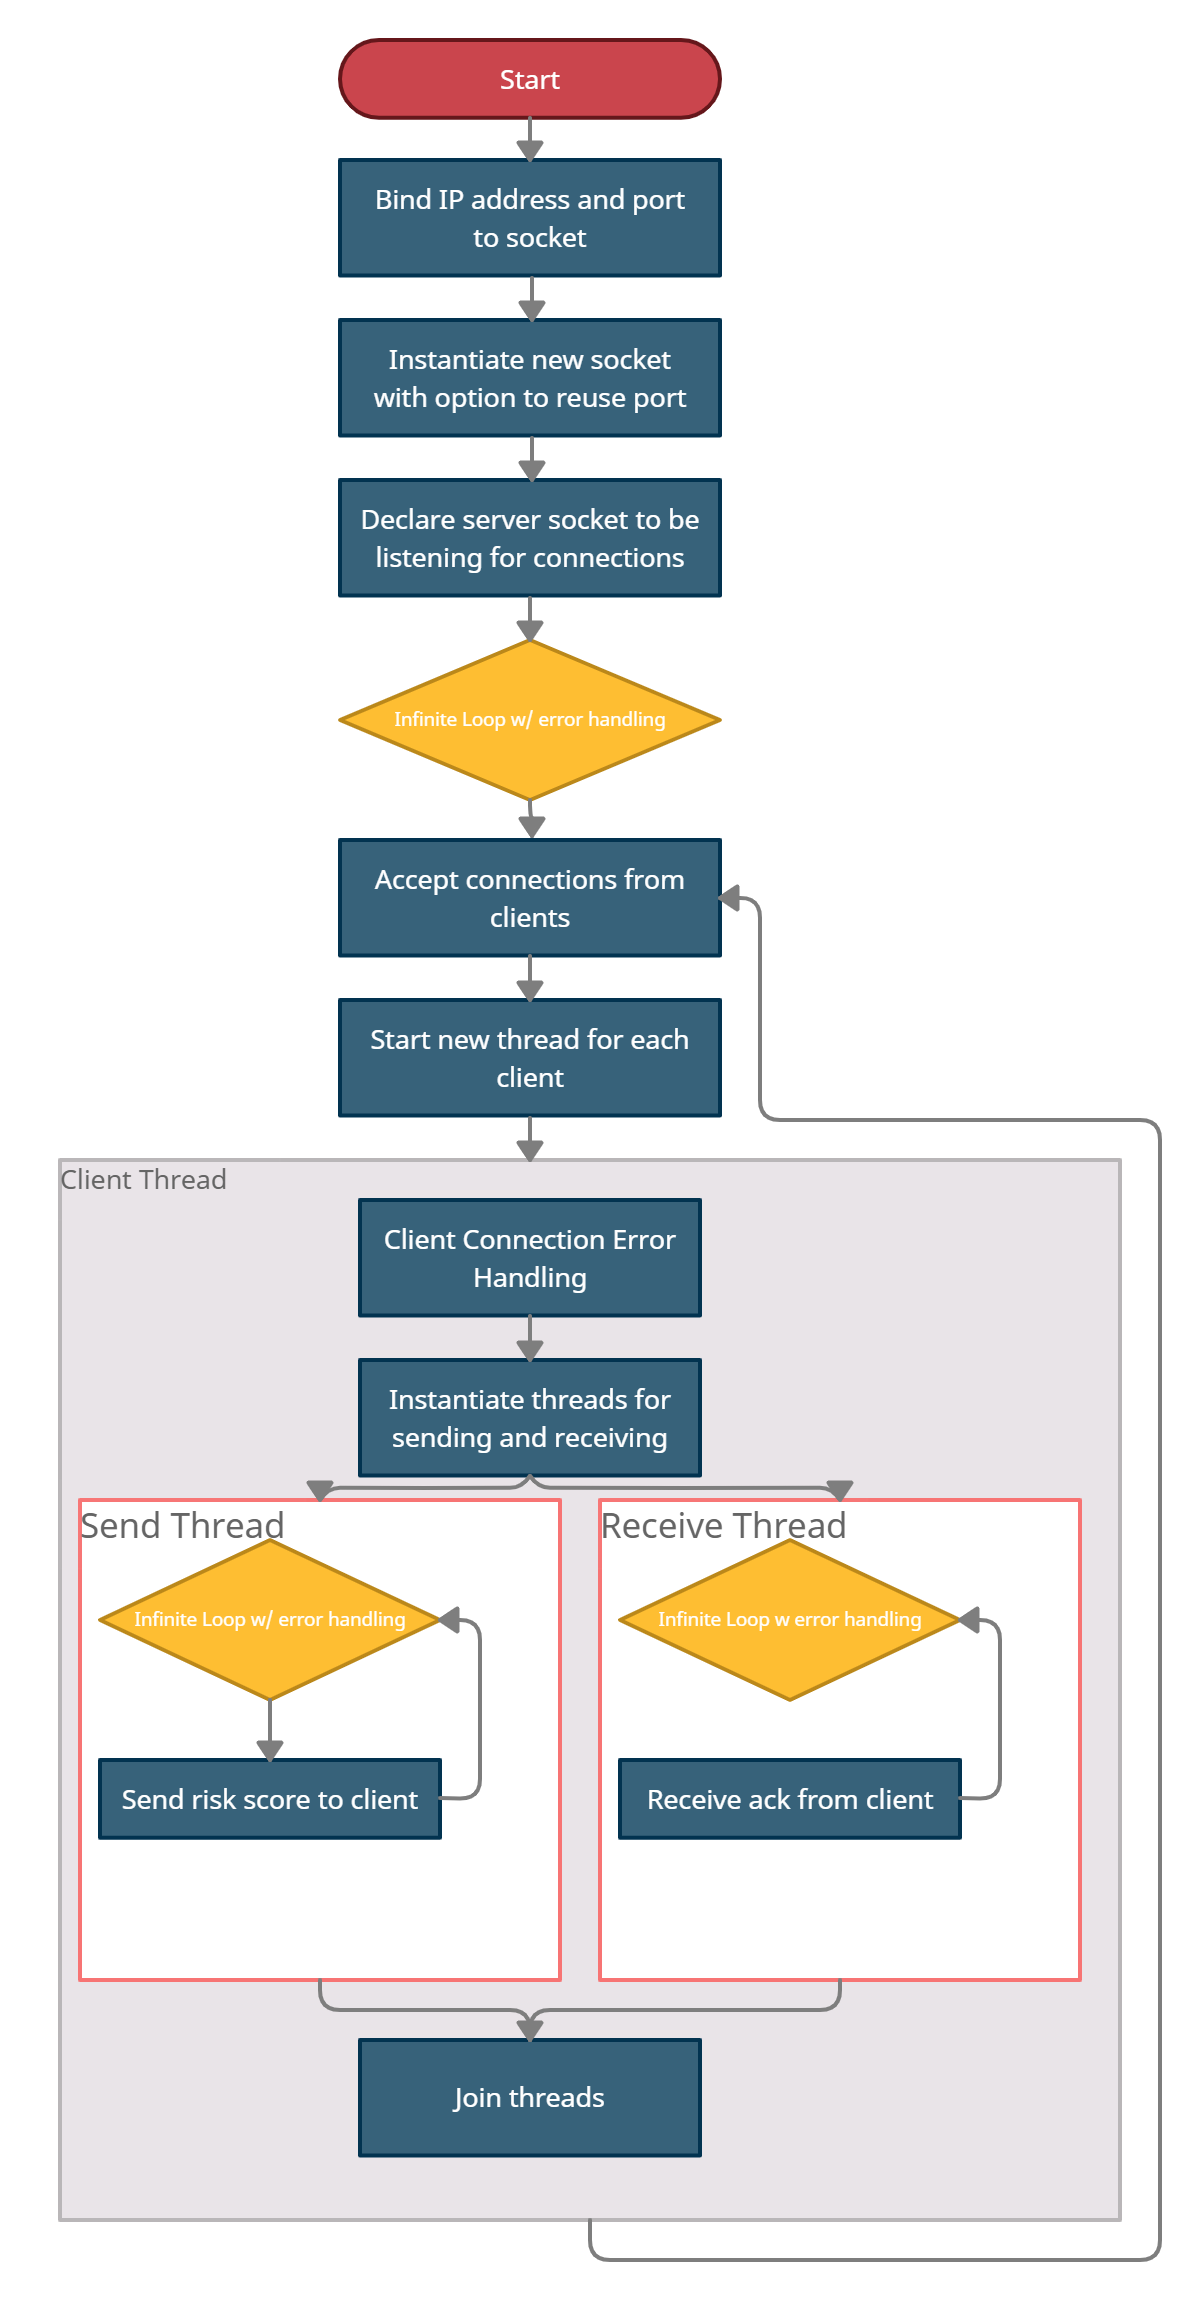 Start
Bind IP address and port
to socket
Instantiate new socket
with option to reuse port
Declare server socket to be
listening for connections
Infinite Loop w/ error handling
Accept connections from
clients
Start new thread for each
client
Client Thread
Client Connection Error
Handling
Instantiate threads for
sending and receiving
Send Thread
Infinite Loop w/ error handling
Send risk score to client
Receive Thread
Infinite Loop w error handling
Receive ack from client
Join threads